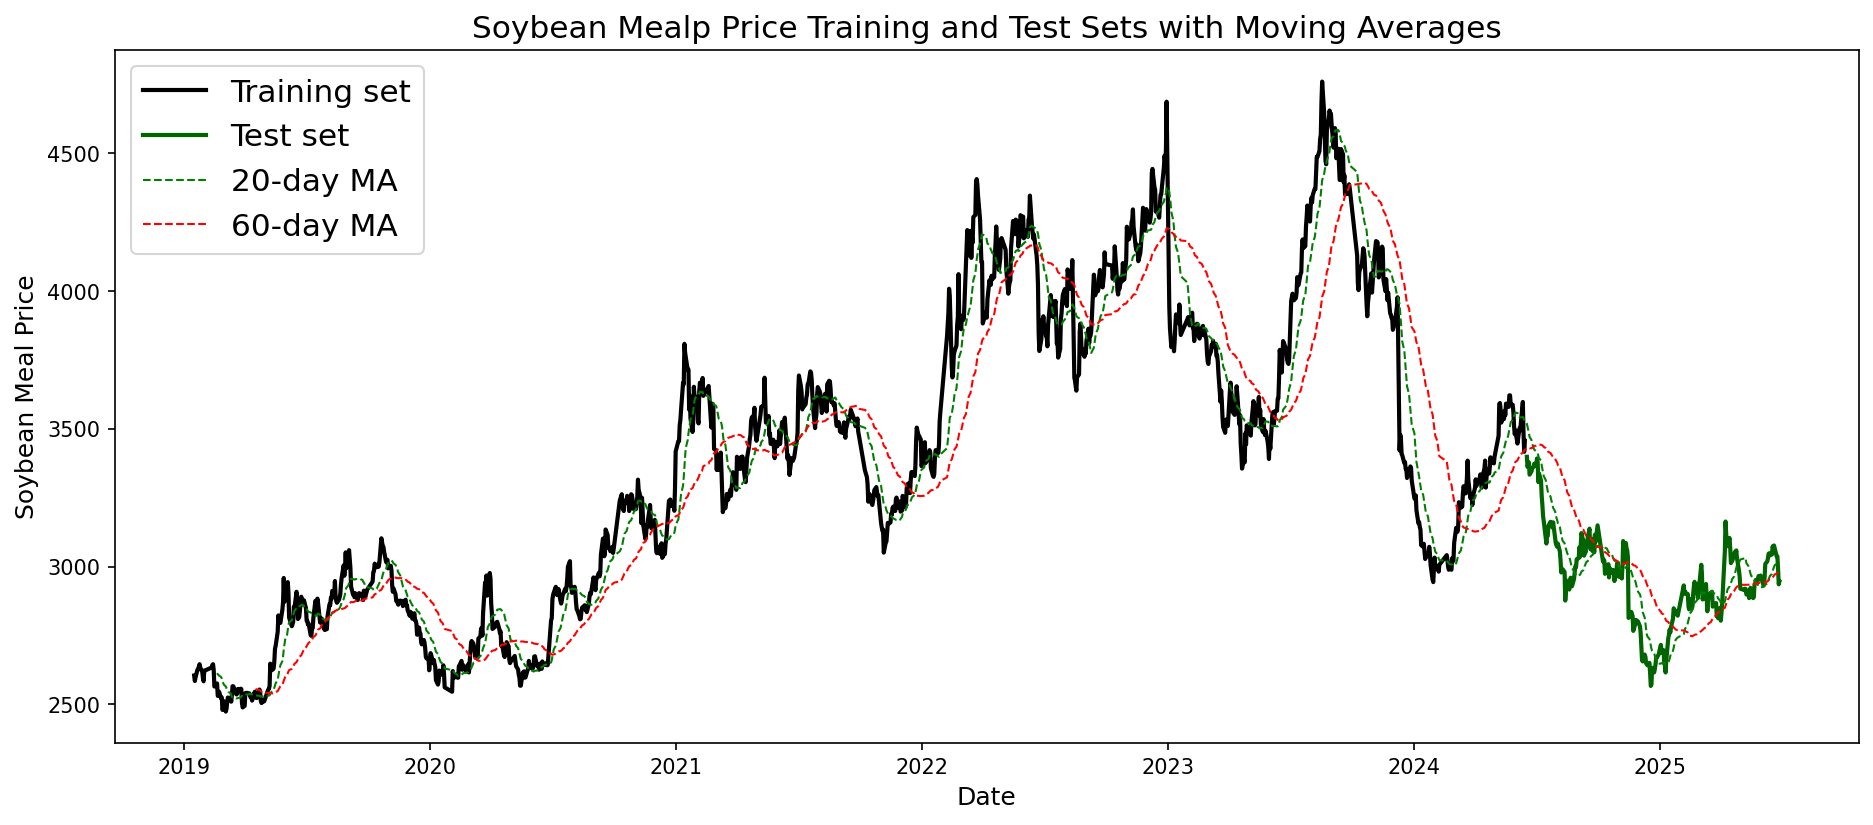 Soybean Mealp Price Training and Test Sets with Moving Averages
Training set
Test set
20-day MA
60-day MA
Soybean Meal Price
4500
4000
3500
3000
2500
2019 2020 2021 2022 2023 2024 2025
Date